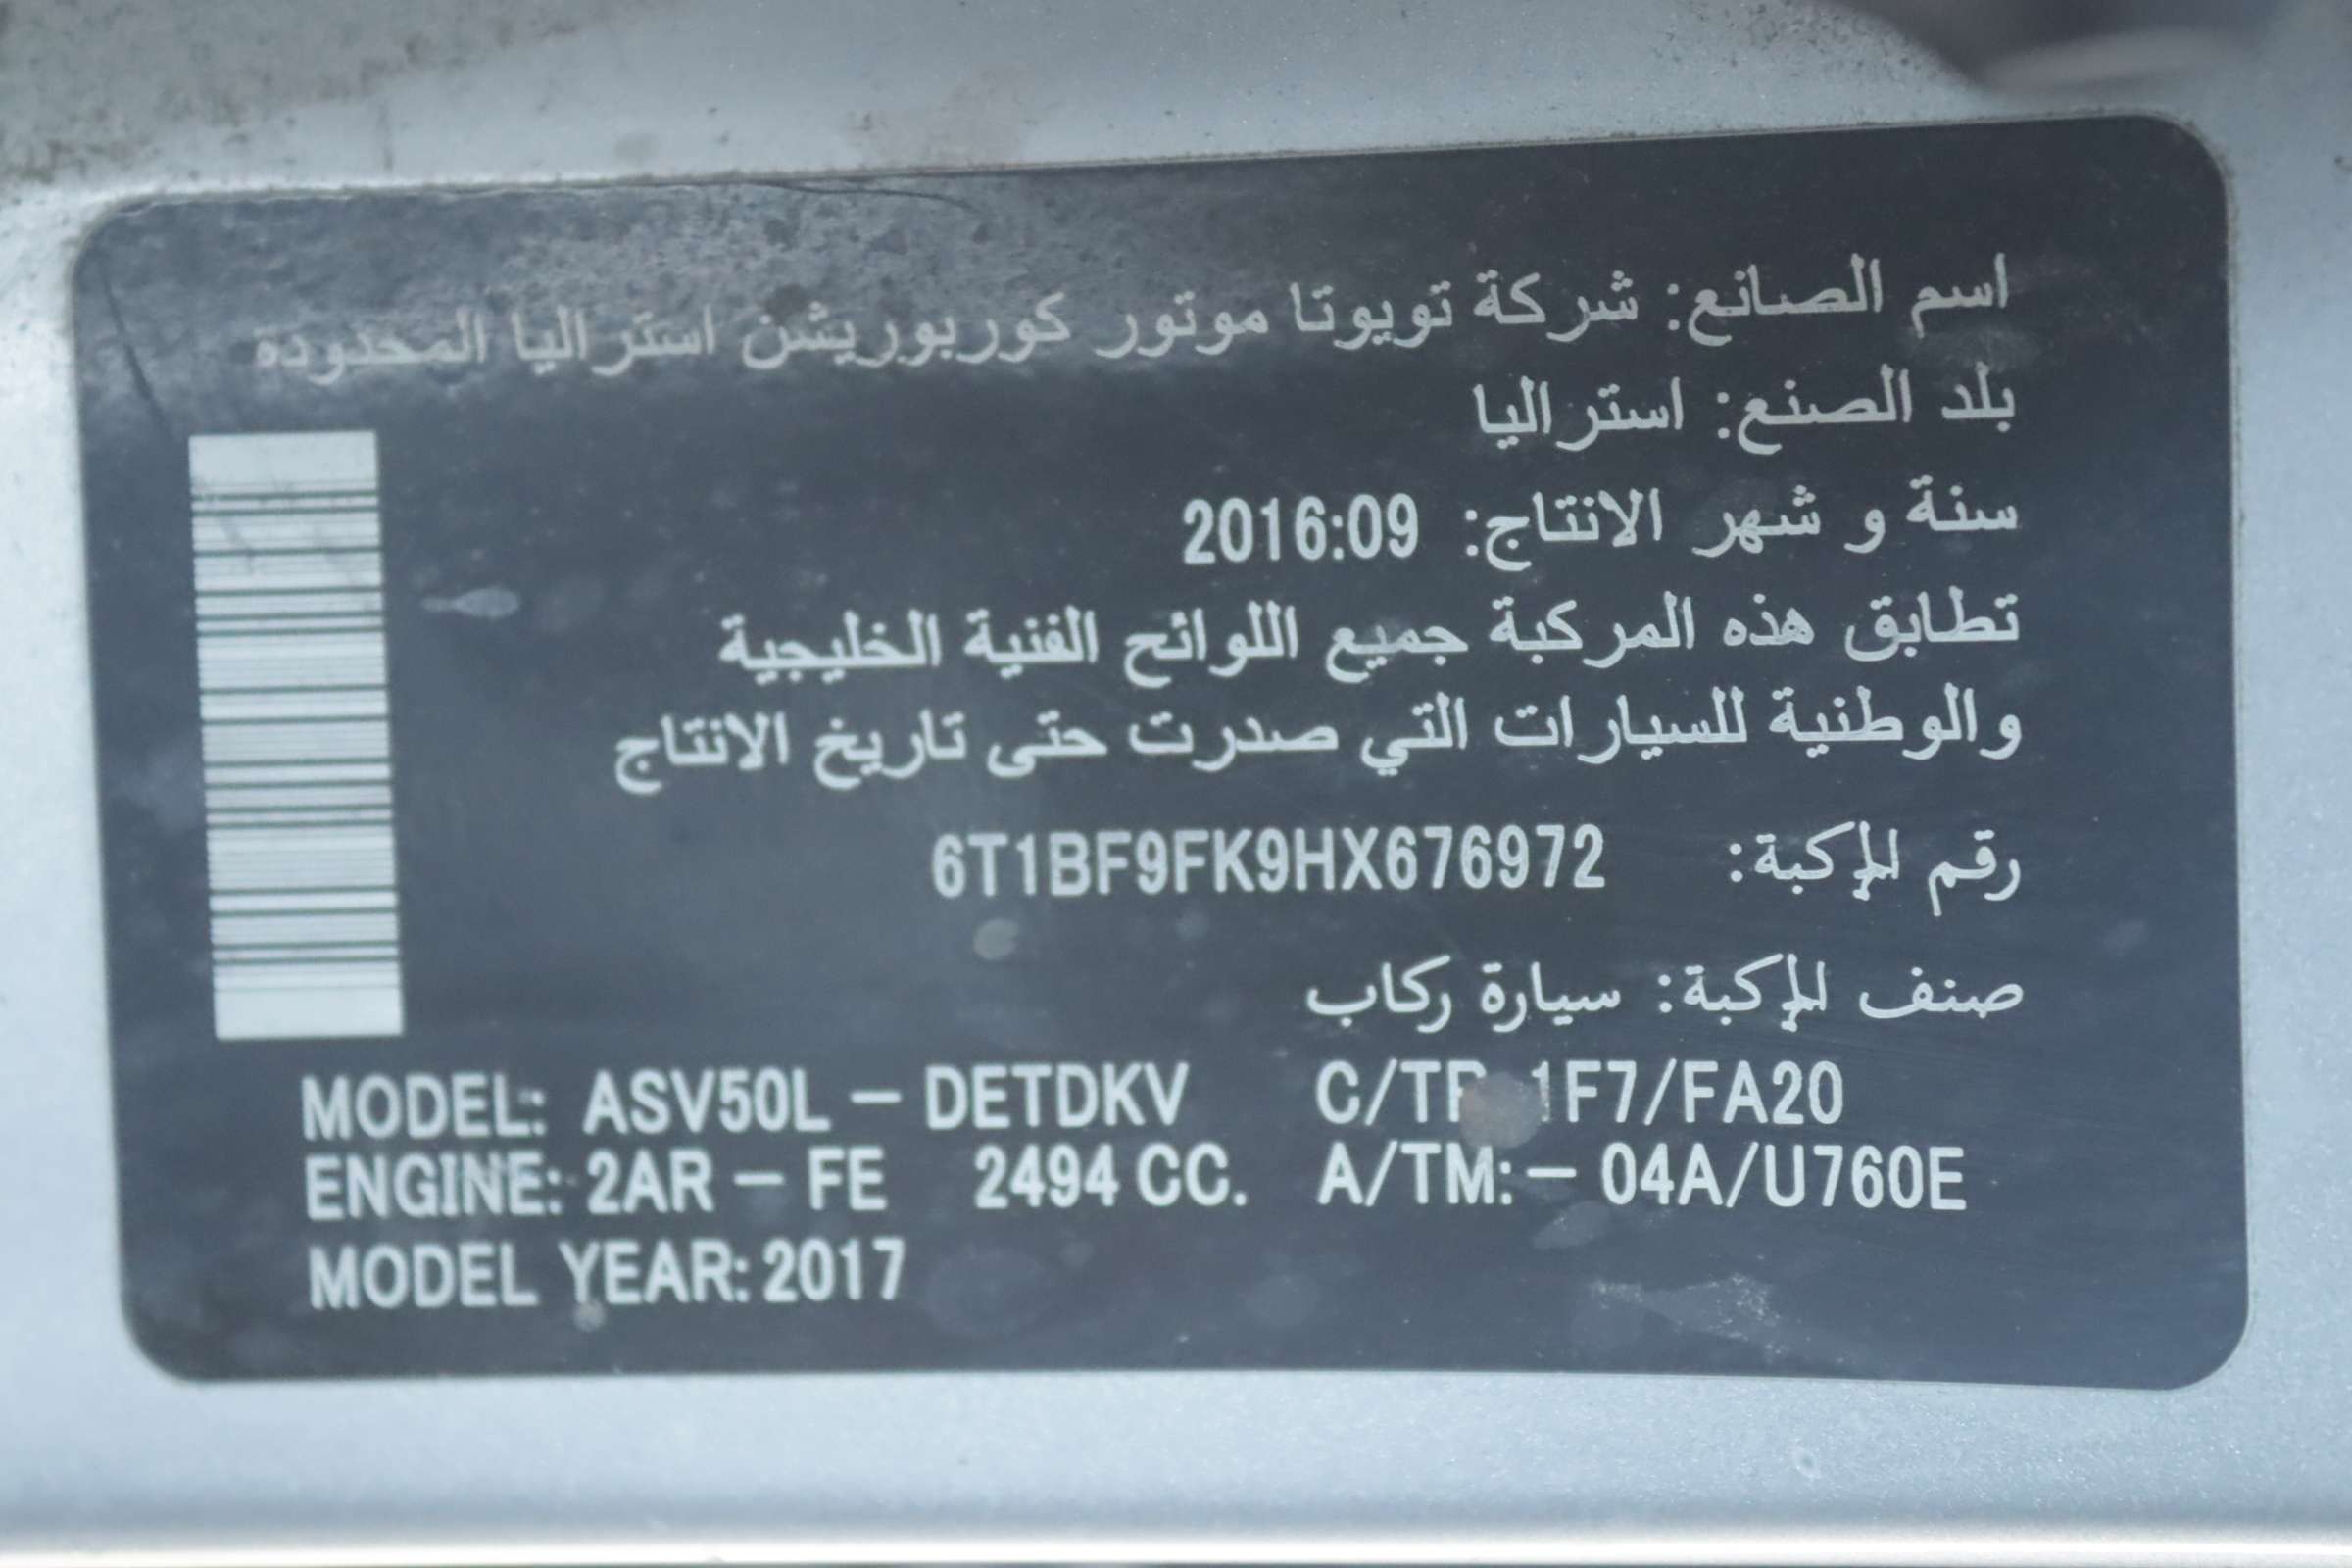 اسم الصانع: شركة تويوتا موتور كوربوريشن استراليا المحدودة
بلد الصنع: استراليا
سنة و شهر الانتاج: 2016:09
تطابق هذه المركبة جميع اللوائح الفنية الخليجية
والوطنية للسيارات التي صدرت حتى تاريخ الانتاج
رقم المركبة: 6T1BF9FK9HX676972
صنف المركبة: سيارة ركاب
MODEL: ASV50L – DETDKV C/TR 1F7/FA20
ENGINE: 2AR – FE 2494 CC. A/TM: – 04A/U760E
MODEL YEAR: 2017